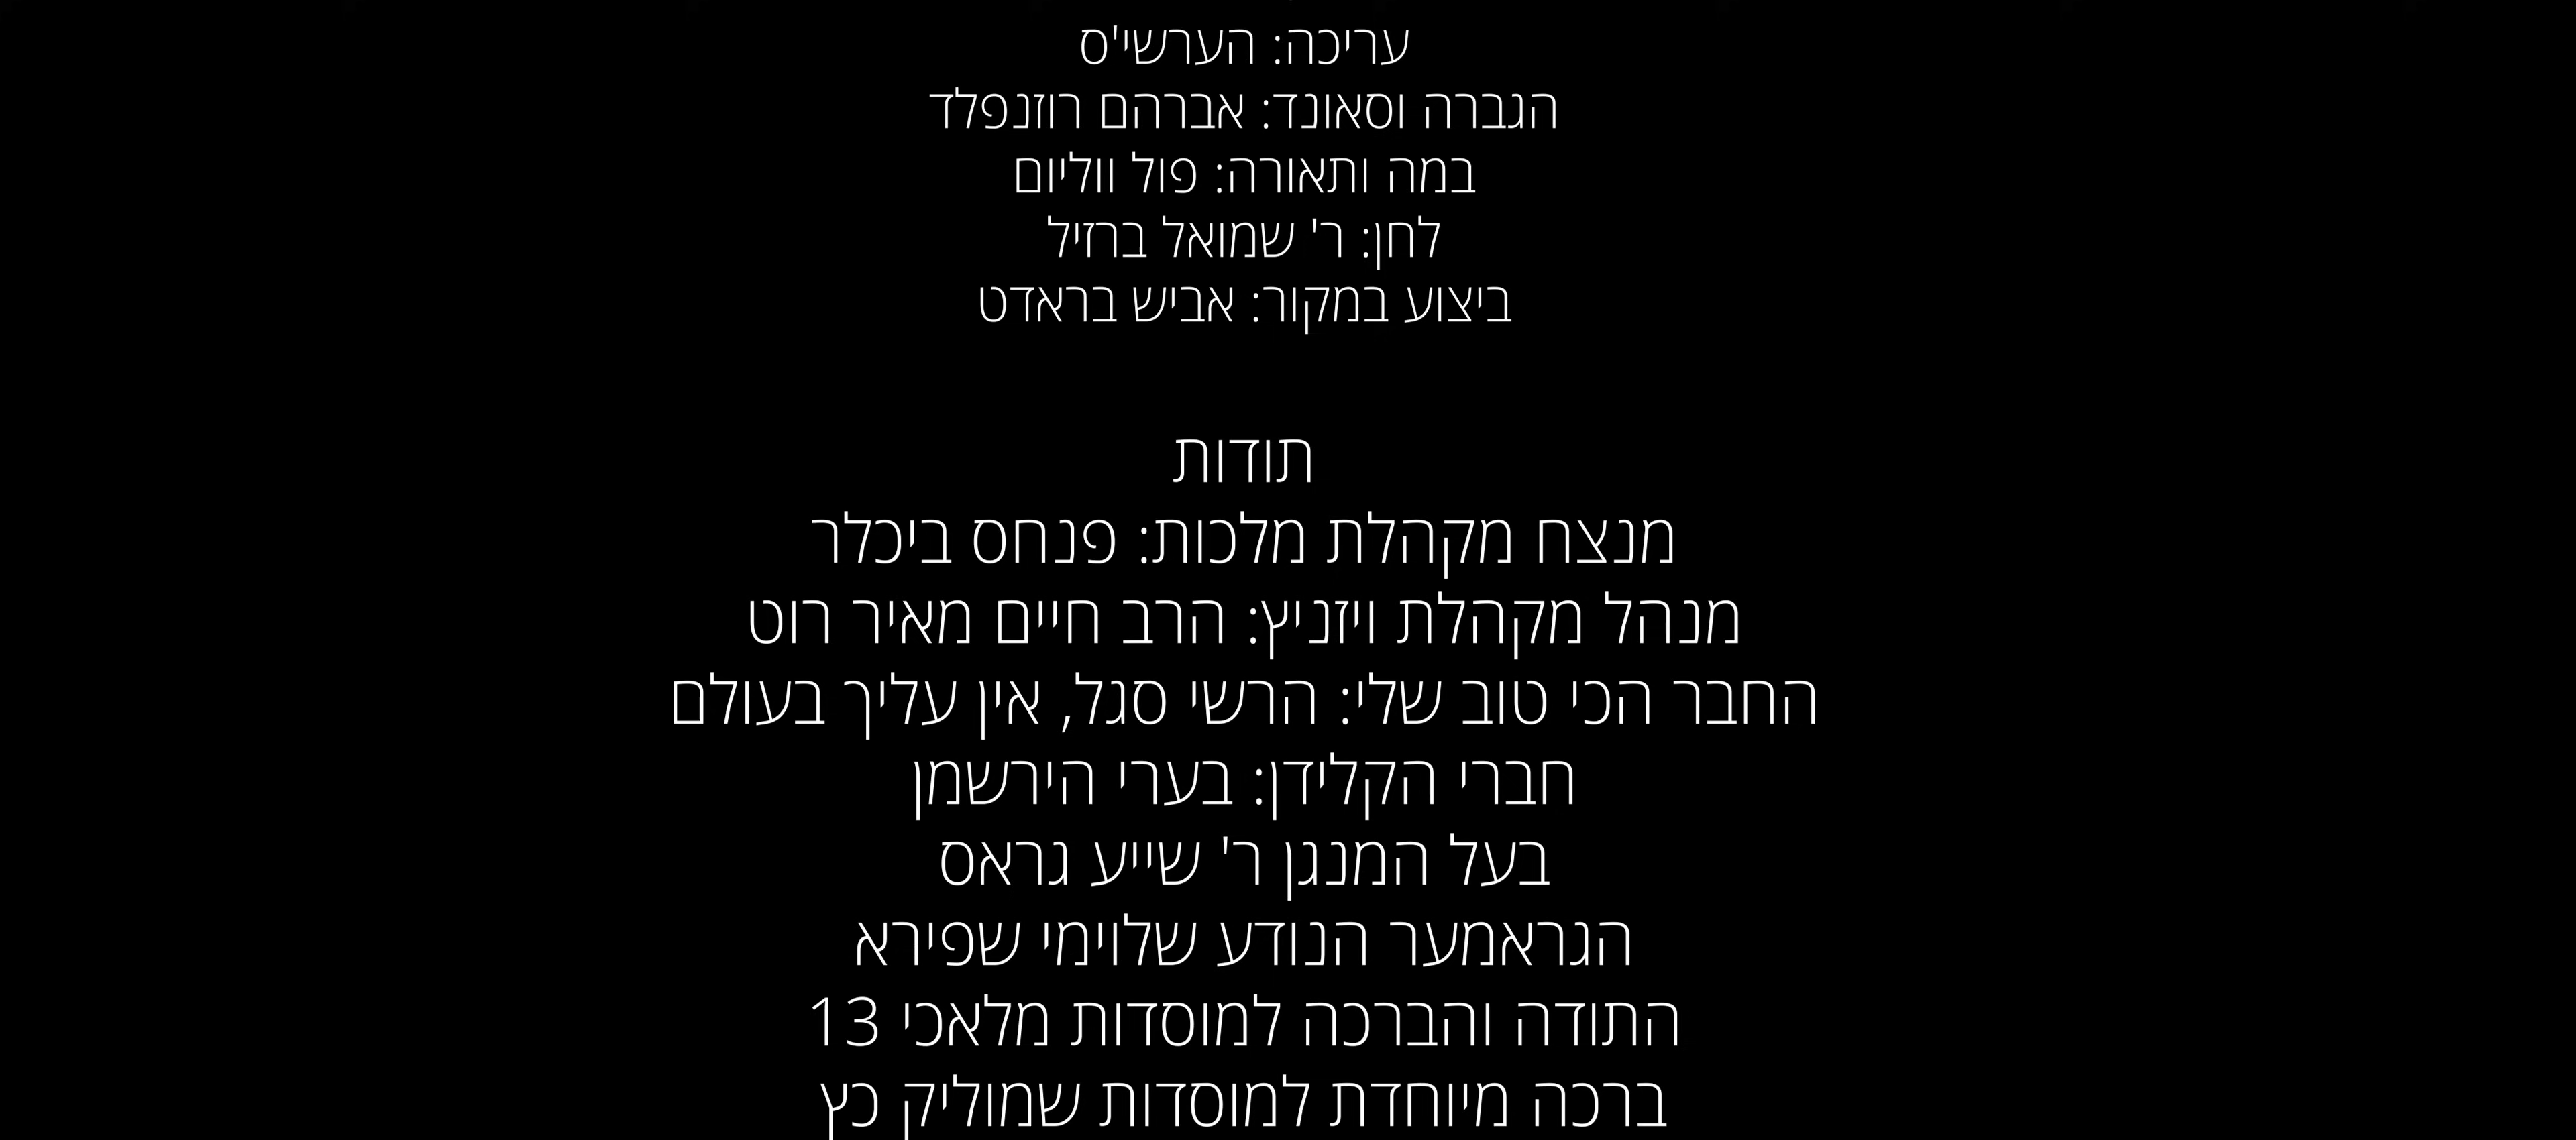 עריכה: הערשי'ס
הגברה וסאונד: אברהם רוזנפלד
במה ותאורה: פול ווליום
לחן: ר' שמואל ברזיל
ביצוע במקור: אביש בראדט
תודות
מנצח מקהלת מלכות: פנחס ביכלר
מנהל מקהלת ויזניץ: הרב חיים מאיר רוט
החבר הכי טוב שלי: הרשי סגל, אין עליך בעולם
חברי הקלידן: בערי הירשמן
בעל המנגן ר' שייע גראס
הגראמער הנודע שלוימי שפירא
התודה והברכה למוסדות מלאכי 13
ברכה מיוחדת למוסדות שמוליק כץ